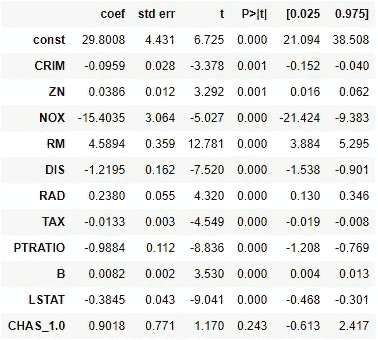 coef std err t P>|t| [0.025 0.975]
const 29.8008 4.431 6.725 0.000 21.094 38.508
CRIM -0.0959 0.028 -3.378 0.001 -0.152 -0.040
ZN 0.0386 0.012 3.292 0.001 0.016 0.062
NOX -15.4035 3.064 -5.027 0.000 -21.424 -9.383
RM 4.5894 0.359 12.781 0.000 3.884 5.295
DIS -1.2195 0.162 -7.520 0.000 -1.538 -0.901
RAD 0.2380 0.055 4.320 0.000 0.130 0.346
TAX -0.0133 0.003 -4.549 0.000 -0.019 -0.008
PTRATIO -0.9884 0.112 -8.836 0.000 -1.208 -0.769
B 0.0082 0.002 3.530 0.000 0.004 0.013
LSTAT -0.3845 0.043 -9.041 0.000 -0.468 -0.301
CHAS_1.0 0.9018 0.771 1.170 0.243 -0.613 2.417